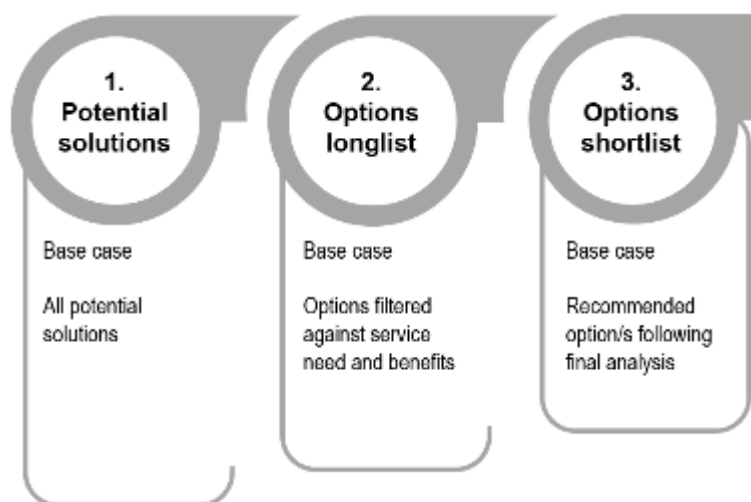 1.
Potential
solutions
Base case
All potential
solutions
2.
Options
longlist
Base case
Options filtered
against service
need and benefits
3.
Options
shortlist
Base case
Recommended
option/s following
final analysis